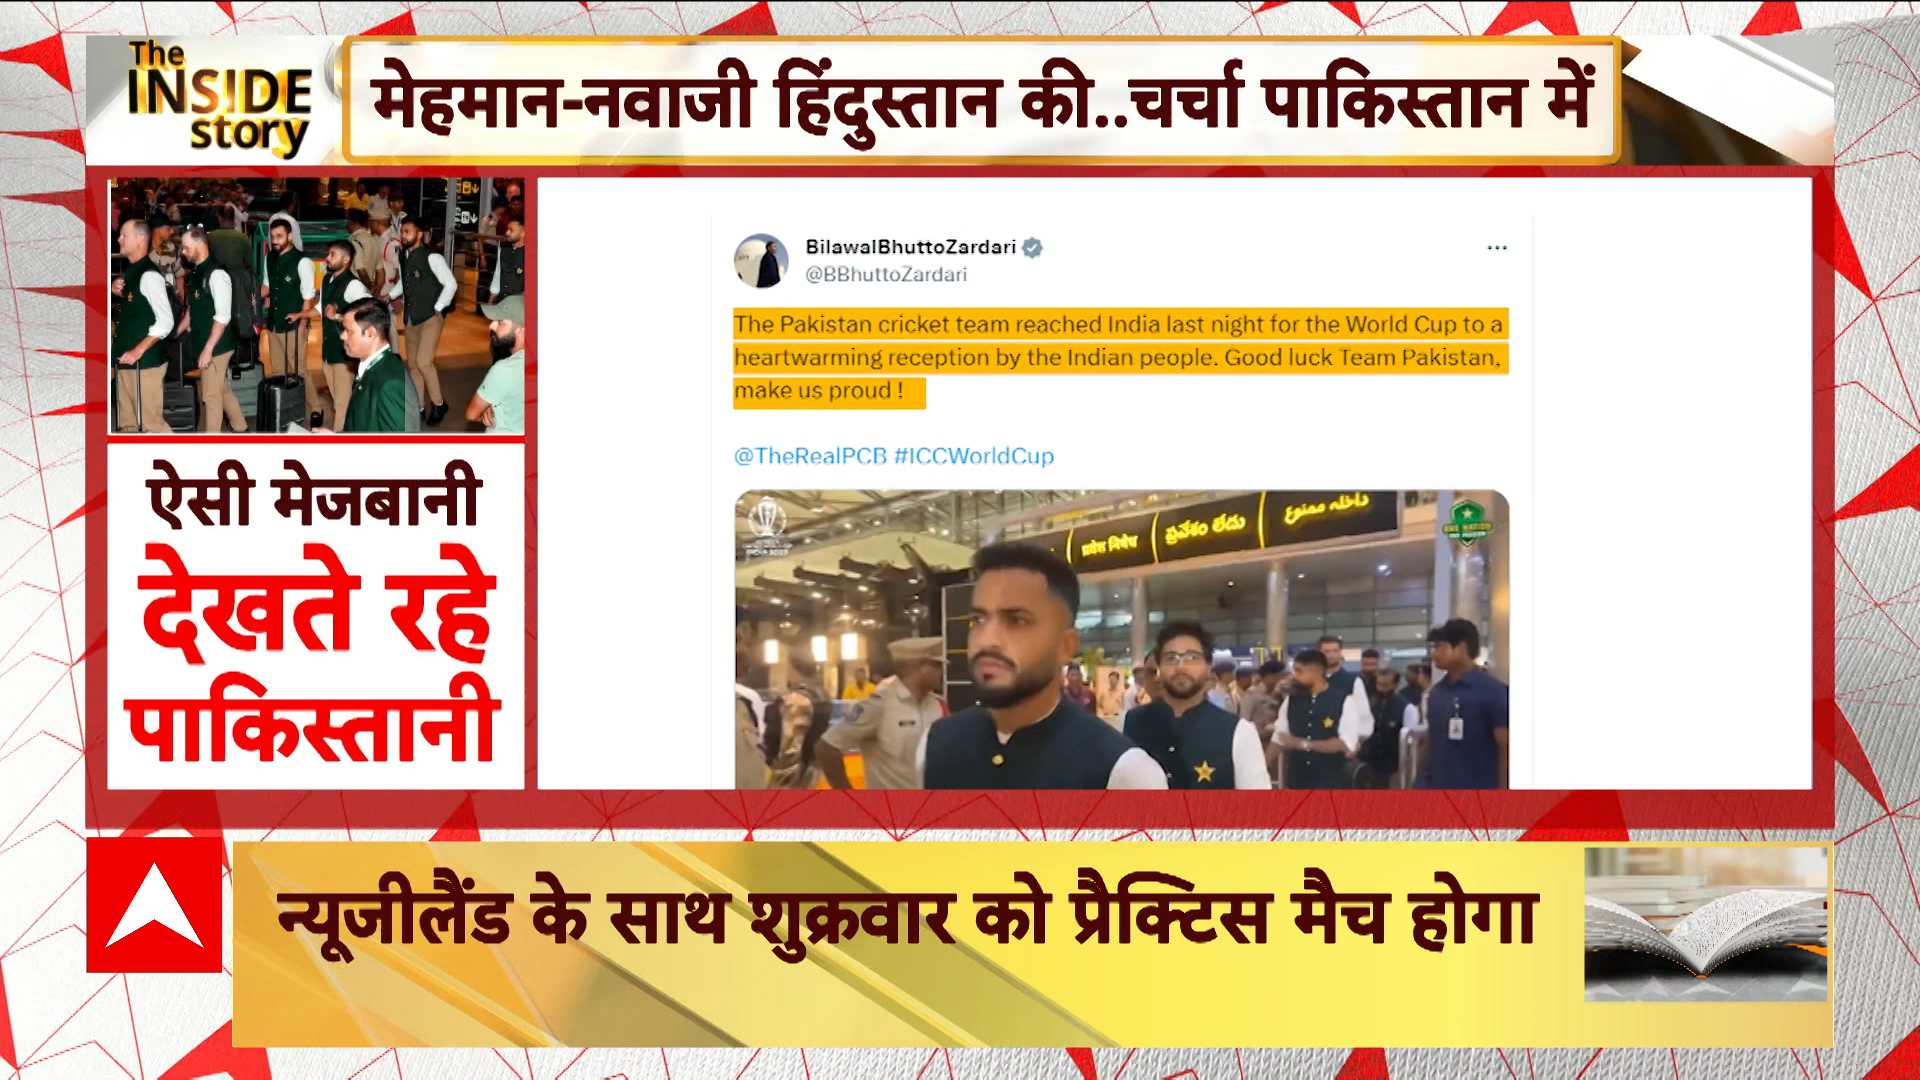 The
INSIDE
story
मेहमान-नवाजी हिंदुस्तान की..चर्चा पाकिस्तान में
ऐसी मेजबानी
देखते रहे
पाकिस्तानी
BilawalBhuttoZardari
@BBhuttoZardari
The Pakistan cricket team reached India last night for the World Cup to a
heartwarming reception by the Indian people. Good luck Team Pakistan,
make us proud !
@TheRealPCB #ICCWorldCup
प्रवेश निषेध
ప్రవేశం లేదు
داخلہ ممنوع
न्यूजीलैंड के साथ शुक्रवार को प्रैक्टिस मैच होगा